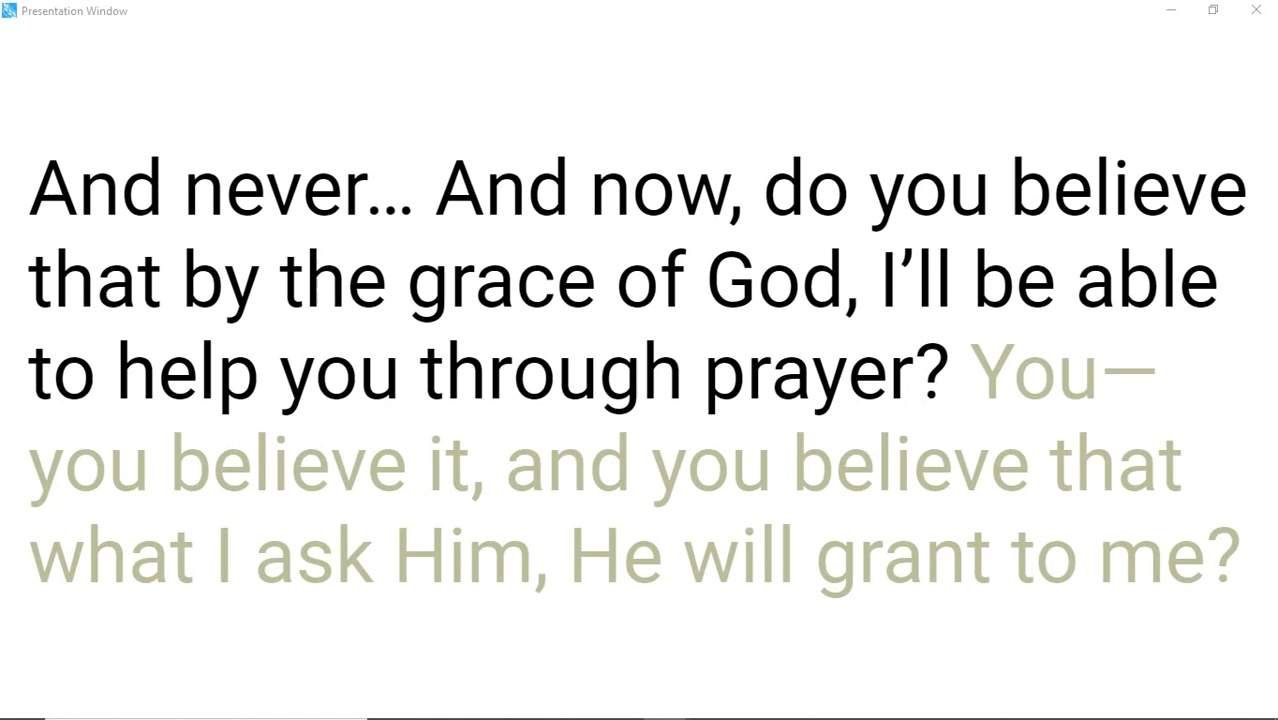 Presentation Window
And never… And now, do you believe
that by the grace of God, I’ll be able
to help you through prayer? You—
you believe it, and you believe that
what I ask Him, He will grant to me?